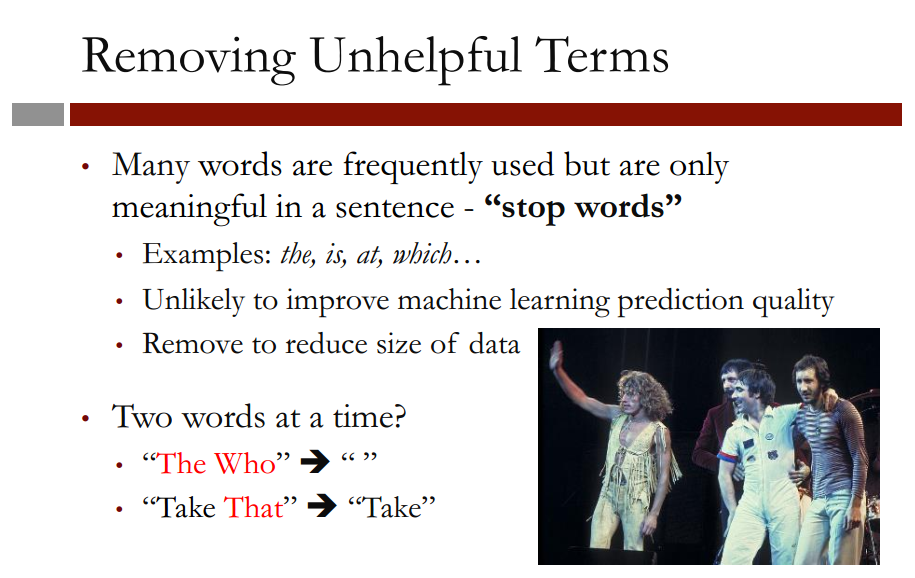 Removing Unhelpful Terms
• Many words are frequently used but are only
meaningful in a sentence - “stop words”
• Examples: the, is, at, which…
• Unlikely to improve machine learning prediction quality
• Remove to reduce size of data
• Two words at a time?
• “The Who” ➔ “ ”
• “Take That” ➔ “Take”